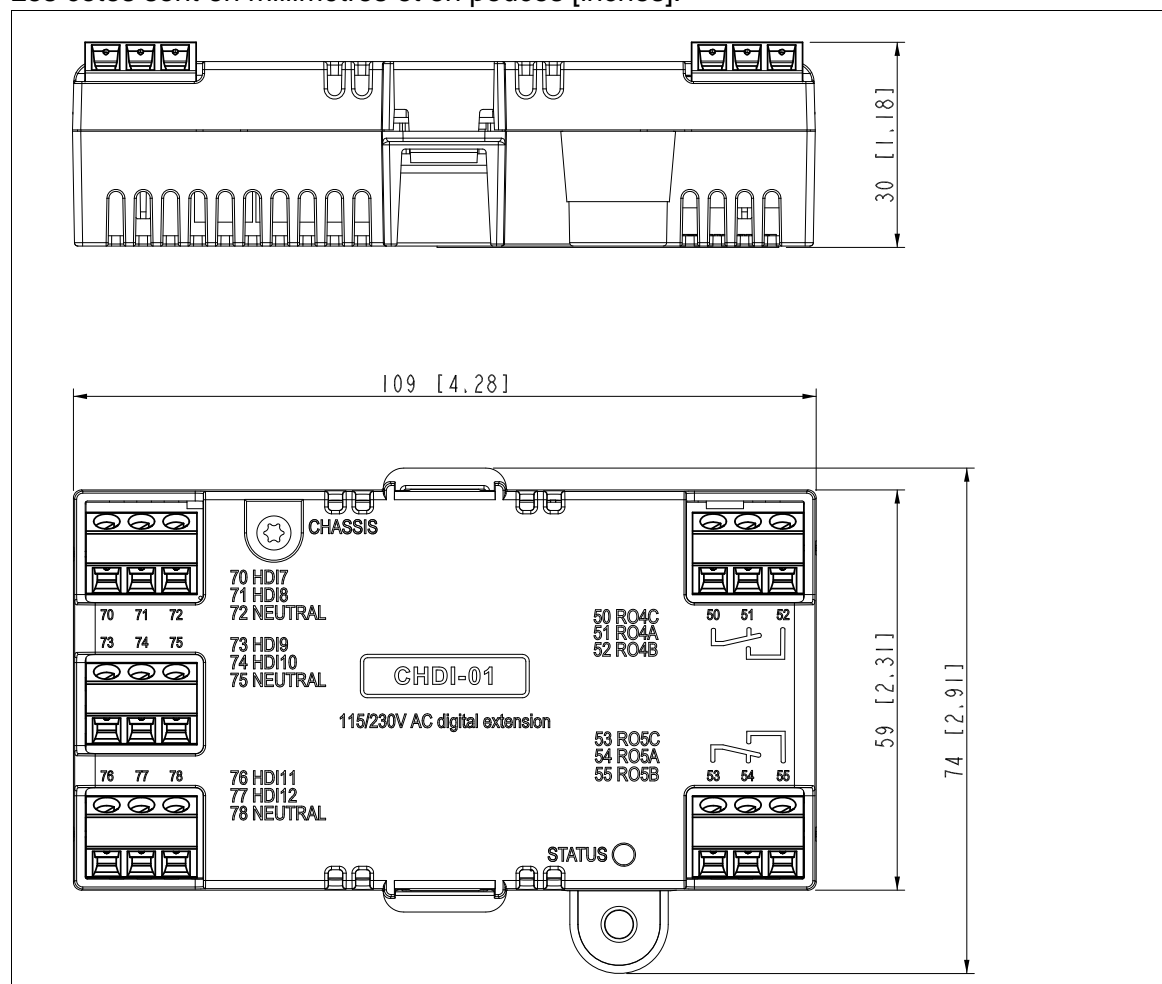 Les cotes sont en millimètres et en pouces [inches].
30 [1.18]
109 [4.28]
CHASSIS
70 HDI7
71 HDI8
72 NEUTRAL
70 71 72
73 74 75
73 HDI9
74 HDI10
75 NEUTRAL
CHDI-01
115/230V AC digital extension
76 77 78
76 HDI11
77 HDI12
78 NEUTRAL
50 RO4C
51 RO4A
52 RO4B
50 51 52
53 RO5C
54 RO5A
55 RO5B
53 54 55
STATUS
59 [2.31]
74 [2.91]